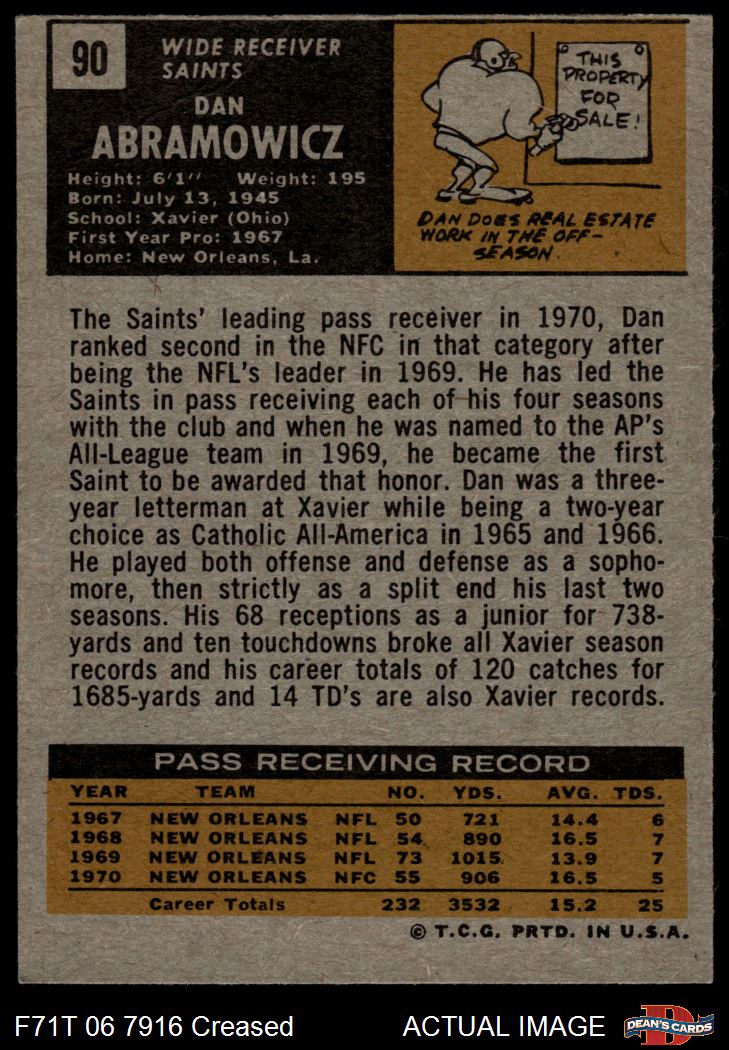 90
WIDE RECEIVER
SAINTS
DAN
ABRAMOWICZ
Height: 6'1" Weight: 195
Born: July 13, 1945
School: Xavier (Ohio)
First Year Pro: 1967
Home: New Orleans, La.
THIS
PROPERTY
FOR
SALE!
DAN DOES REAL ESTATE
WORK IN THE OFF-
SEASON.
The Saints' leading pass receiver in 1970, Dan
ranked second in the NFC in that category after
being the NFL's leader in 1969. He has led the
Saints in pass receiving each of his four seasons
with the club and when he was named to the AP's
All-League team in 1969, he became the first
Saint to be awarded that honor. Dan was a three-
year letterman at Xavier while being a two-year
choice as Catholic All-America in 1965 and 1966.
He played both offense and defense as a sopho-
more, then strictly as a split end his last two
seasons. His 68 receptions as a junior for 738-
yards and ten touchdowns broke all Xavier season
records and his career totals of 120 catches for
1685-yards and 14 TD's are also Xavier records.
PASS RECEIVING RECORD
YEAR TEAM NO. YDS. AVG. TDS.
1967 NEW ORLEANS NFL 50 721 14.4 6
1968 NEW ORLEANS NFL 54 890 16.5 7
1969 NEW ORLEANS NFL 73 1015 13.9 7
1970 NEW ORLEANS NFC 55 906 16.5 5
Career Totals 232 3532 15.2 25
© T.C.G. PRTD. IN U.S.A.
F71T 06 7916 Creased ACTUAL IMAGE DEAN'S CARDS